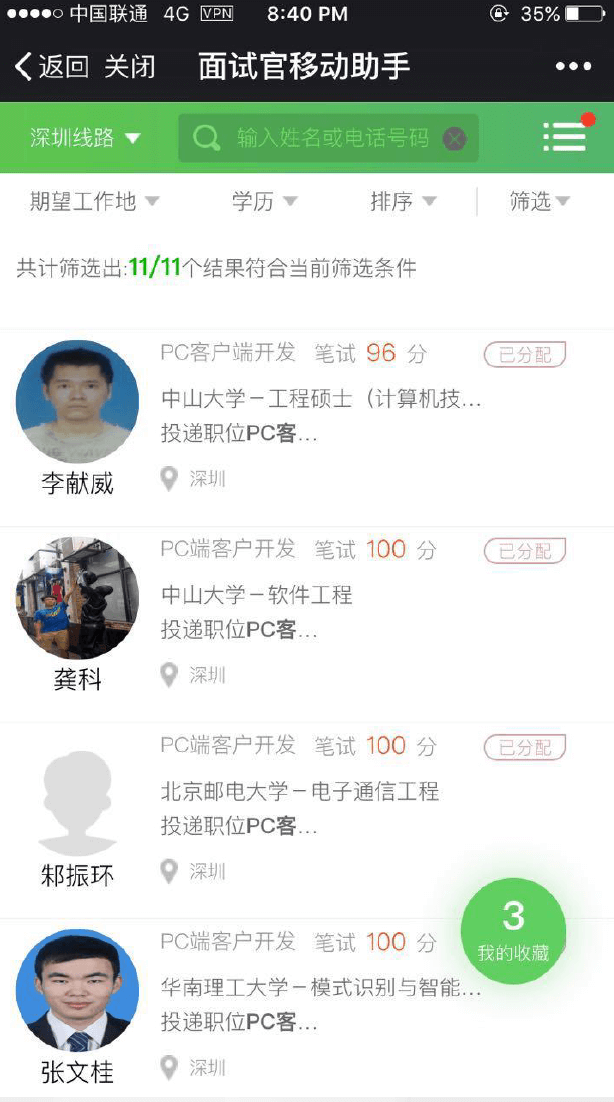 中国联通 4G VPN 8:40 PM 35%
返回 关闭 面试官移动助手
深圳线路 输入姓名或电话号码
期望工作地 学历 排序 筛选
共计筛选出:11/11个结果符合当前筛选条件
PC客户端开发 笔试 96 分 已分配
中山大学－工程硕士（计算机技…
投递职位PC客…
李献威 深圳
PC端客户开发 笔试 100 分 已分配
中山大学－软件工程
投递职位PC客…
龚科 深圳
PC端客户开发 笔试 100 分 已分配
北京邮电大学－电子通信工程
投递职位PC客…
邾振环 深圳
PC端客户开发 笔试 100 分
3
我的收藏
华南理工大学－模式识别与智能…
投递职位PC客…
张文桂 深圳